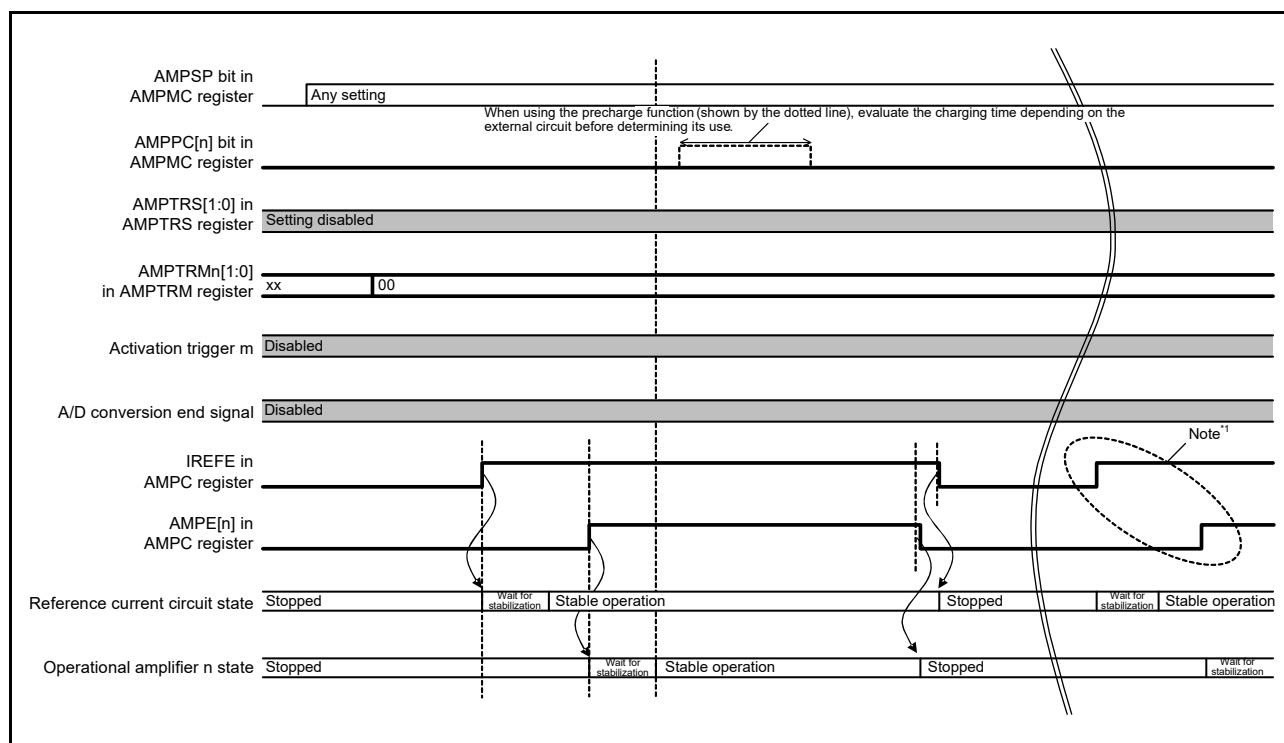 AMPSP bit in
AMPMC register
Any setting
When using the precharge function (shown by the dotted line), evaluate the charging time depending on the
external circuit before determining its use.
AMPPC[n] bit in
AMPMC register
AMPTRS[1:0] in
AMPTRS register
Setting disabled
AMPTRMn[1:0]
in AMPTRM register
xx
00
Activation trigger m
Disabled
A/D conversion end signal
Disabled
Note*1
IREFE in
AMPC register
AMPE[n] in
AMPC register
Reference current circuit state
Stopped
Wait for
stabilization
Stable operation
Stopped
Wait for
stabilization
Stable operation
Operational amplifier n state
Stopped
Wait for
stabilization
Stable operation
Stopped
Wait for
stabilization